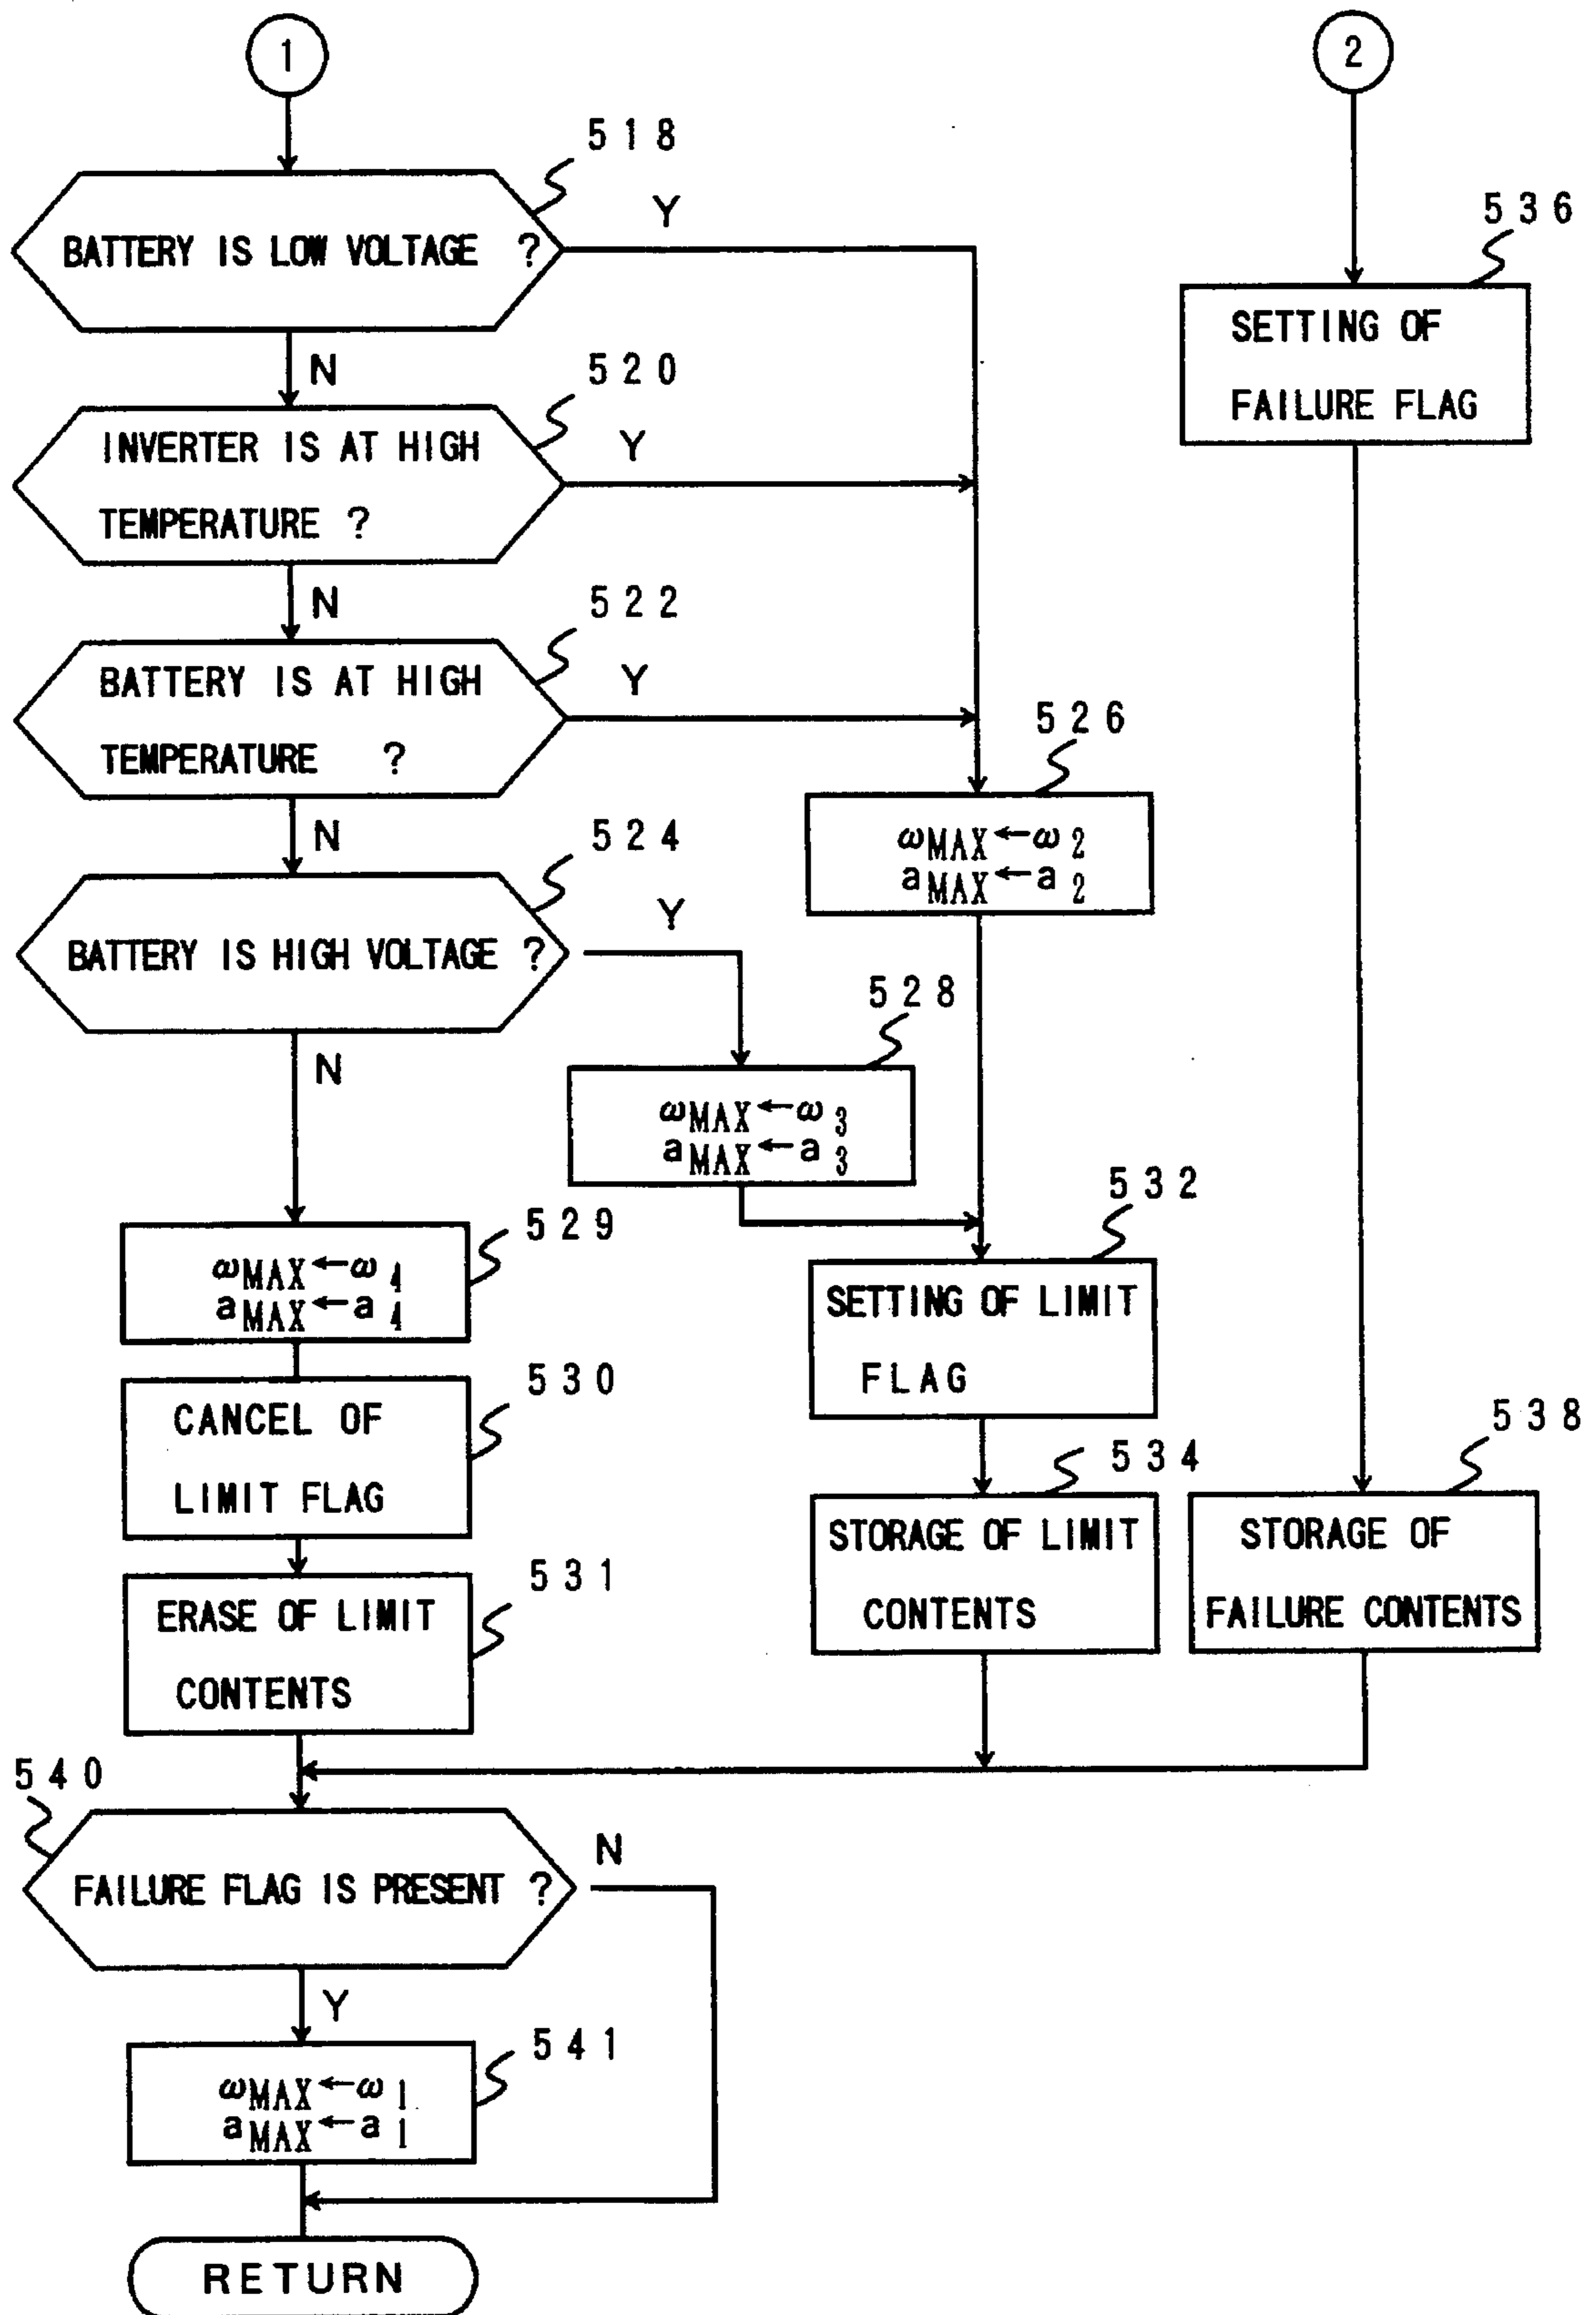 1
2
518
Y
BATTERY IS LOW VOLTAGE ?
536
SETTING OF
FAILURE FLAG
N
520
INVERTER IS AT HIGH
TEMPERATURE ?
Y
N
522
BATTERY IS AT HIGH
TEMPERATURE ?
Y
526
ωMAX←ω2
aMAX←a2
N
524
BATTERY IS HIGH VOLTAGE ?
Y
528
ωMAX←ω3
aMAX←a3
N
532
SETTING OF LIMIT
FLAG
529
ωMAX←ω4
aMAX←a4
530
CANCEL OF
LIMIT FLAG
534
STORAGE OF LIMIT
CONTENTS
538
STORAGE OF
FAILURE CONTENTS
531
ERASE OF LIMIT
CONTENTS
540
FAILURE FLAG IS PRESENT ?
N
Y
541
ωMAX←ω1
aMAX←a1
RETURN